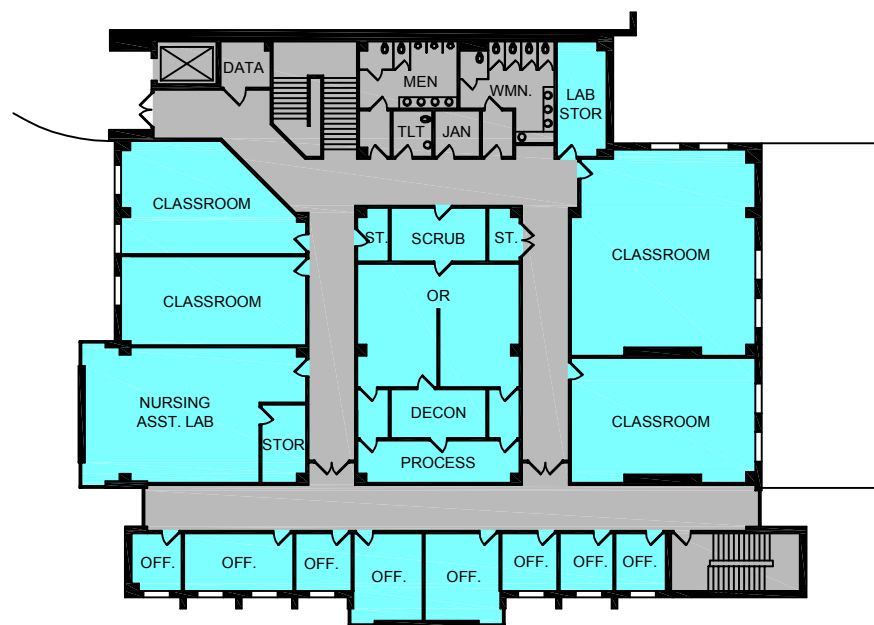 DATA
MEN
WMN.
LAB
STOR
TLT
JAN
CLASSROOM
ST.
SCRUB
ST.
CLASSROOM
CLASSROOM
OR
NURSING
ASST. LAB
STOR
DECON
CLASSROOM
PROCESS
OFF.
OFF.
OFF.
OFF.
OFF.
OFF.
OFF.
OFF.